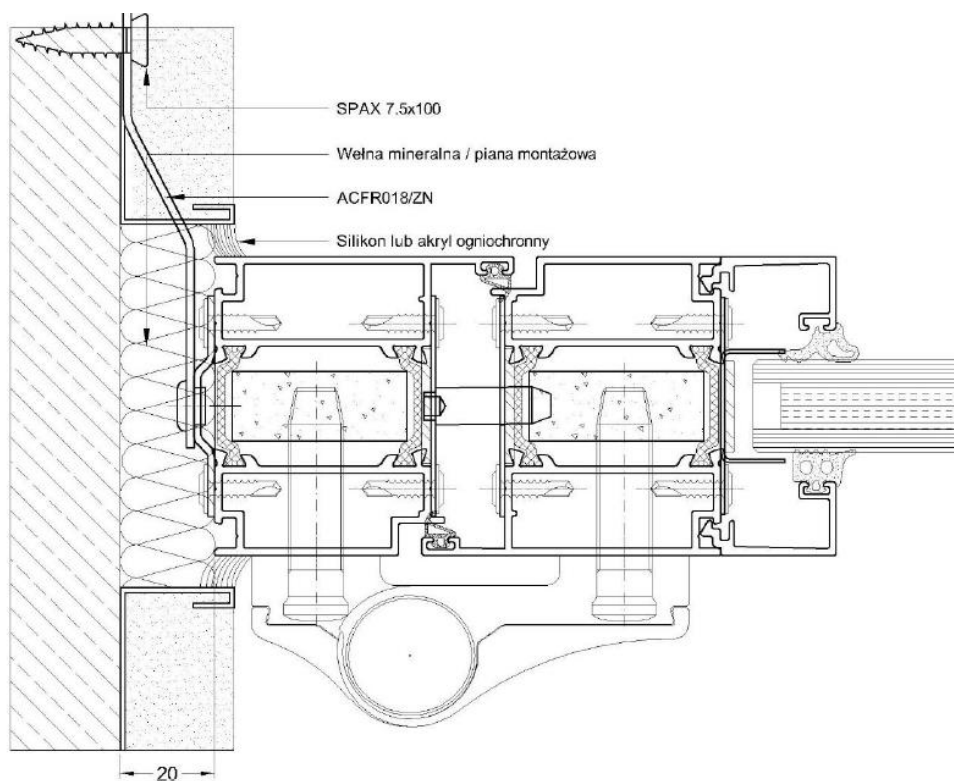 SPAX 7.5x100
Wełna mineralna / piana montażowa
ACFR018/ZN
Silikon lub akryl ogniochronny
20